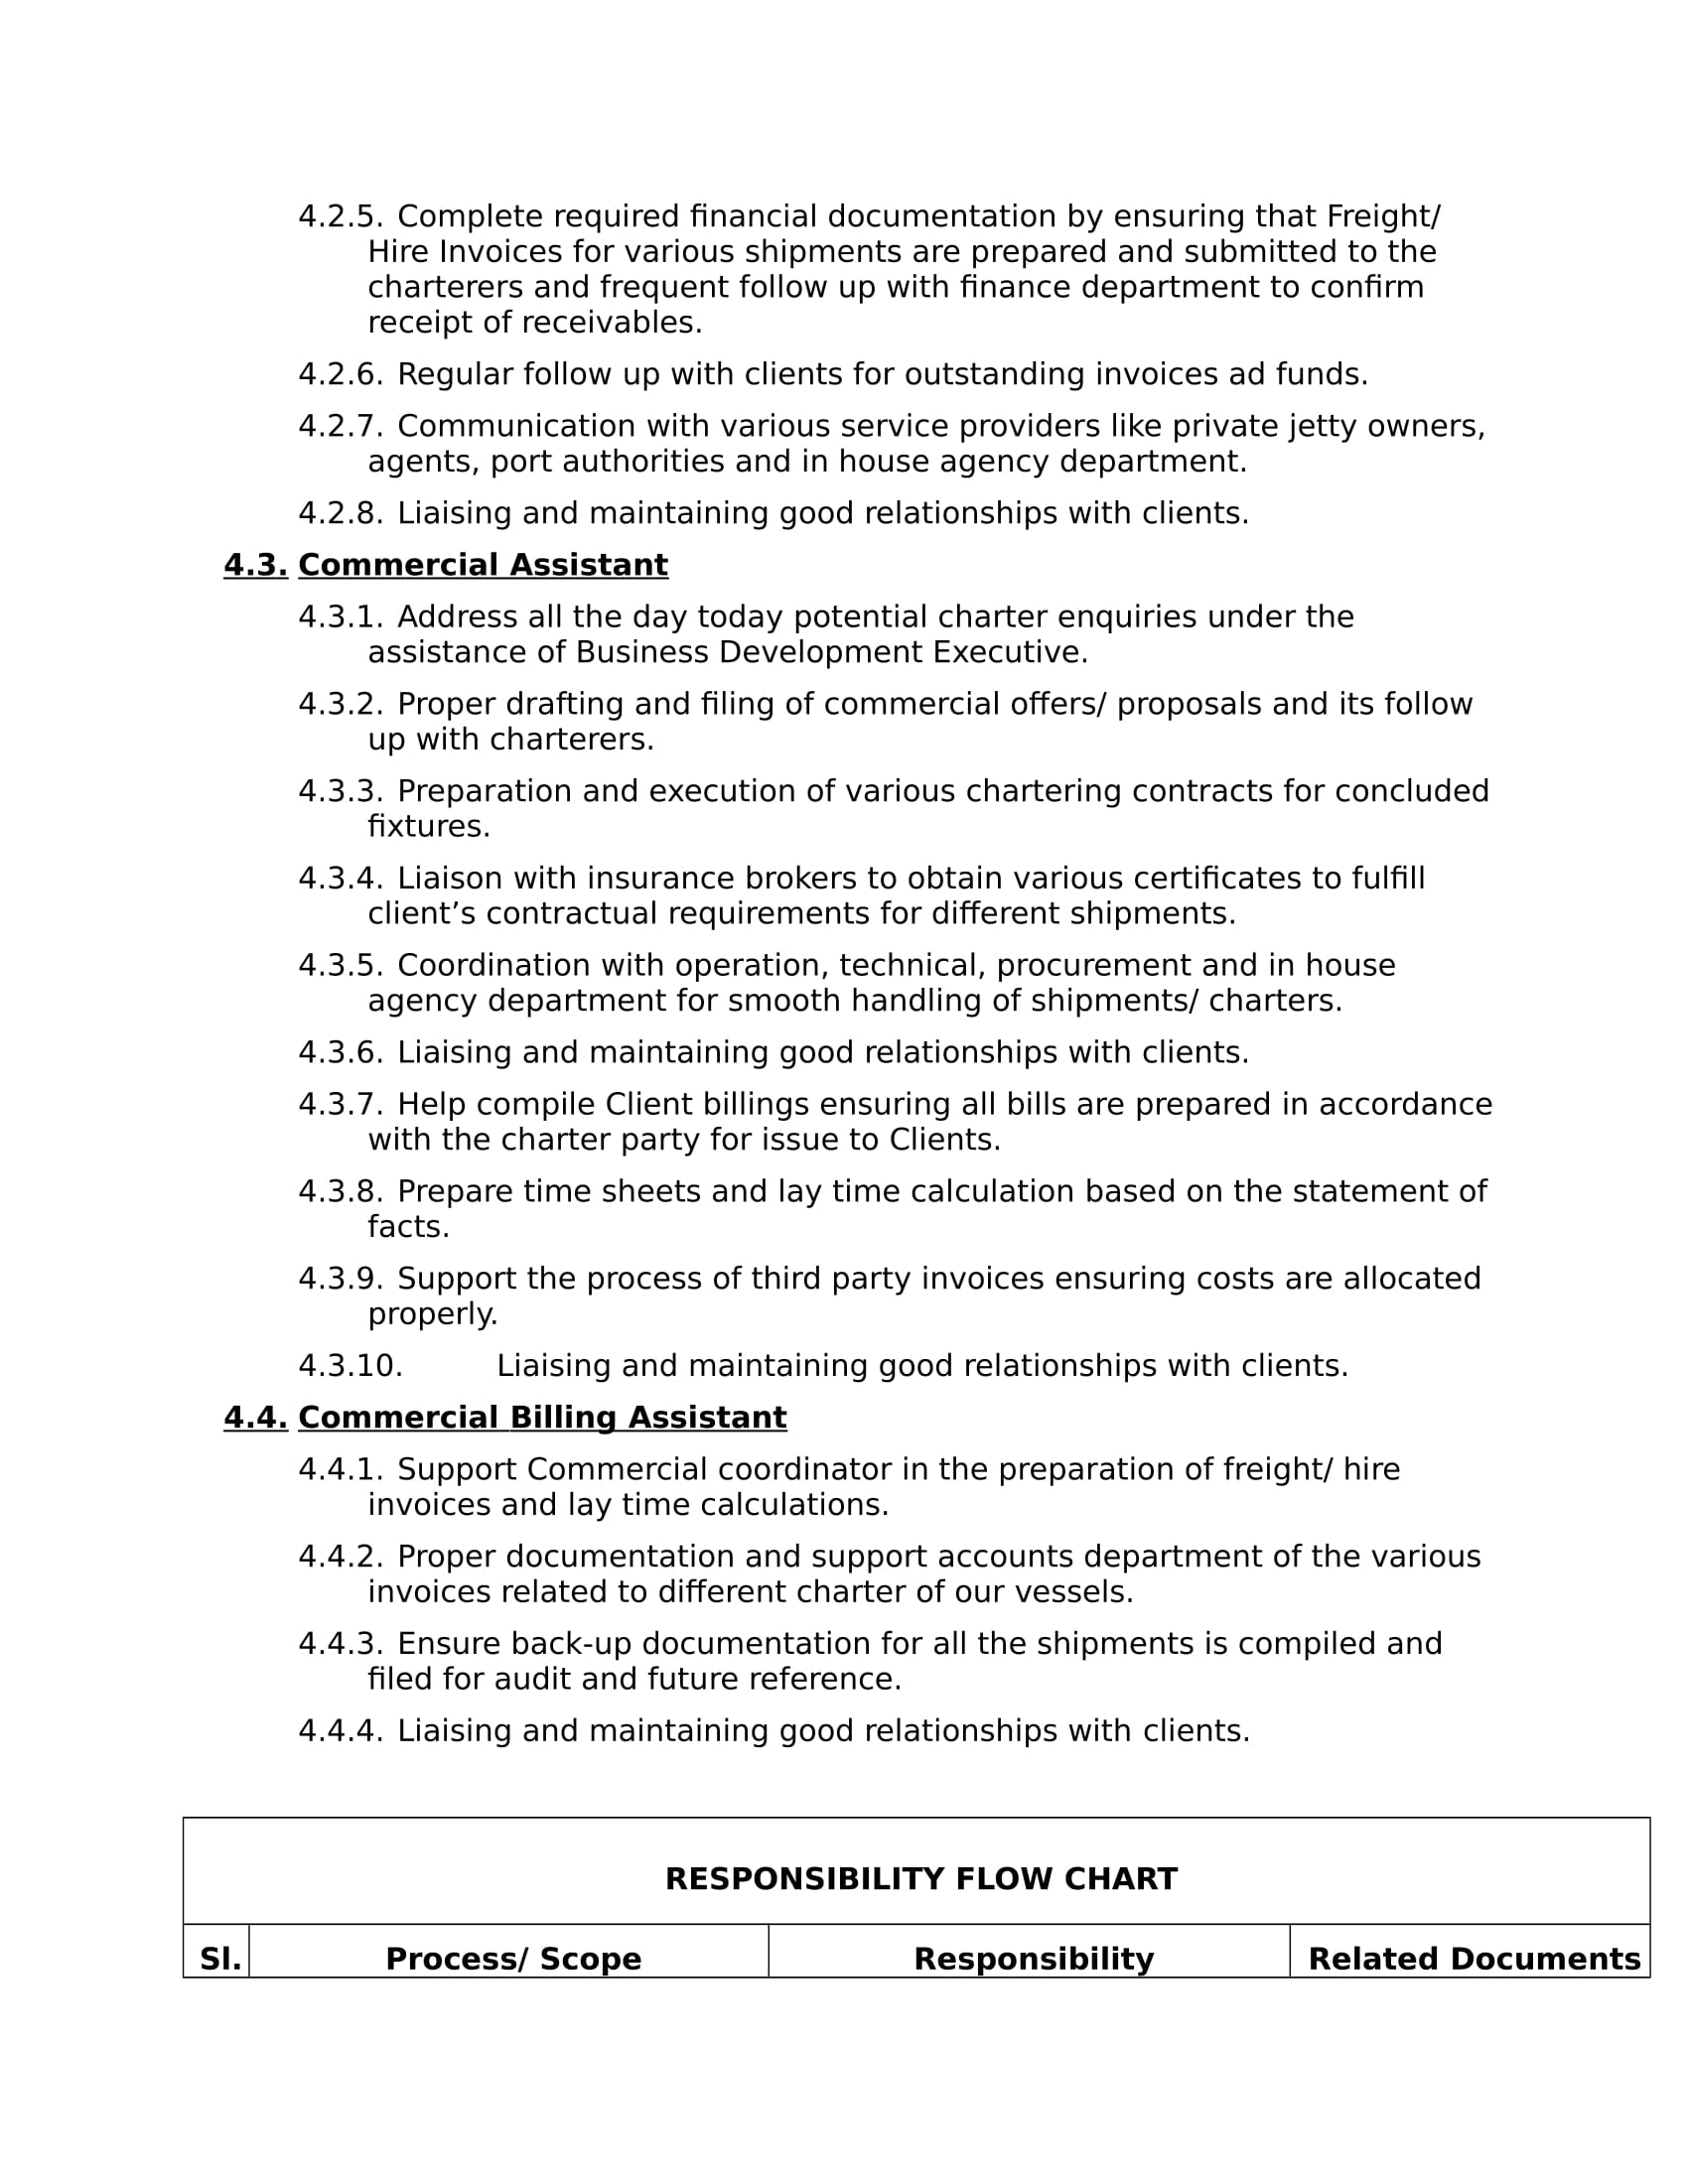 4.2.5. Complete required financial documentation by ensuring that Freight/
Hire Invoices for various shipments are prepared and submitted to the
charterers and frequent follow up with finance department to confirm
receipt of receivables.
4.2.6. Regular follow up with clients for outstanding invoices ad funds.
4.2.7. Communication with various service providers like private jetty owners,
agents, port authorities and in house agency department.
4.2.8. Liaising and maintaining good relationships with clients.
4.3. Commercial Assistant
4.3.1. Address all the day today potential charter enquiries under the
assistance of Business Development Executive.
4.3.2. Proper drafting and filing of commercial offers/ proposals and its follow
up with charterers.
4.3.3. Preparation and execution of various chartering contracts for concluded
fixtures.
4.3.4. Liaison with insurance brokers to obtain various certificates to fulfill
client’s contractual requirements for different shipments.
4.3.5. Coordination with operation, technical, procurement and in house
agency department for smooth handling of shipments/ charters.
4.3.6. Liaising and maintaining good relationships with clients.
4.3.7. Help compile Client billings ensuring all bills are prepared in accordance
with the charter party for issue to Clients.
4.3.8. Prepare time sheets and lay time calculation based on the statement of
facts.
4.3.9. Support the process of third party invoices ensuring costs are allocated
properly.
4.3.10. Liaising and maintaining good relationships with clients.
4.4. Commercial Billing Assistant
4.4.1. Support Commercial coordinator in the preparation of freight/ hire
invoices and lay time calculations.
4.4.2. Proper documentation and support accounts department of the various
invoices related to different charter of our vessels.
4.4.3. Ensure back-up documentation for all the shipments is compiled and
filed for audit and future reference.
4.4.4. Liaising and maintaining good relationships with clients.
RESPONSIBILITY FLOW CHART
Sl. Process/ Scope Responsibility Related Documents